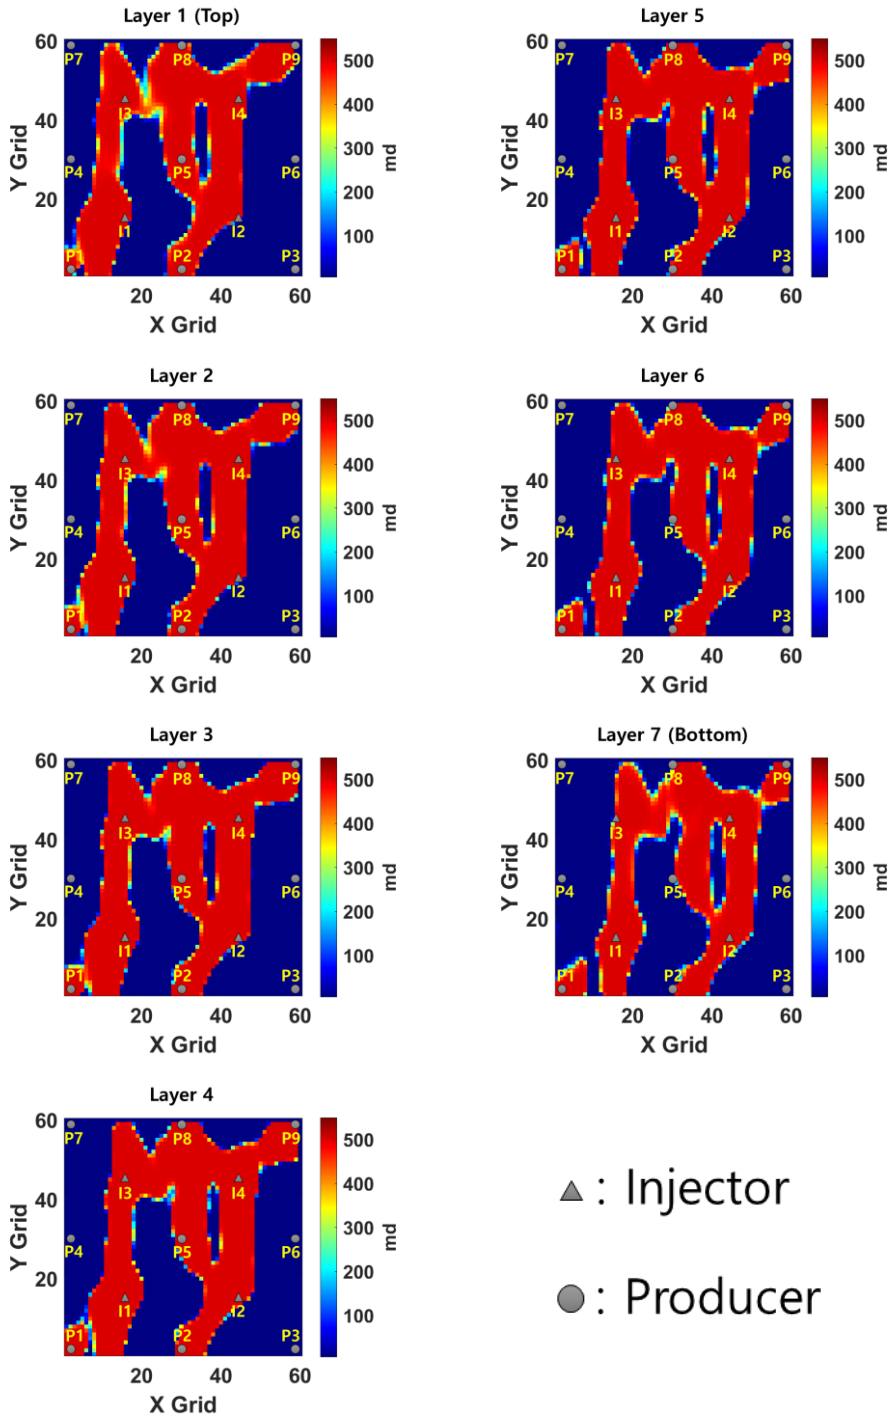 Layer 1 (Top)
60
40
20
Y Grid
P7 P8 P9
I3 I4
P4 P5 P6
I1 I2
P1 P2 P3
20 40 60
X Grid
500
400
300
200
100
md
Layer 5
60
40
20
Y Grid
P7 P8 P9
I3 I4
P4 P5 P6
I1 I2
P1 P2 P3
20 40 60
X Grid
500
400
300
200
100
md
Layer 2
60
40
20
Y Grid
P7 P8 P9
I3 I4
P4 P5 P6
I1 I2
P1 P2 P3
20 40 60
X Grid
500
400
300
200
100
md
Layer 6
60
40
20
Y Grid
P7 P8 P9
I3 I4
P4 P5 P6
I1 I2
P1 P2 P3
20 40 60
X Grid
500
400
300
200
100
md
Layer 3
60
40
20
Y Grid
P7 P8 P9
I3 I4
P4 P5 P6
I1 I2
P1 P2 P3
20 40 60
X Grid
500
400
300
200
100
md
Layer 7 (Bottom)
60
40
20
Y Grid
P7 P8 P9
I3 I4
P4 P5 P6
I1 I2
P1 P2 P3
20 40 60
X Grid
500
400
300
200
100
md
Layer 4
60
40
20
Y Grid
P7 P8 P9
I3 I4
P4 P5 P6
I1 I2
P1 P2 P3
20 40 60
X Grid
500
400
300
200
100
md
: Injector
: Producer